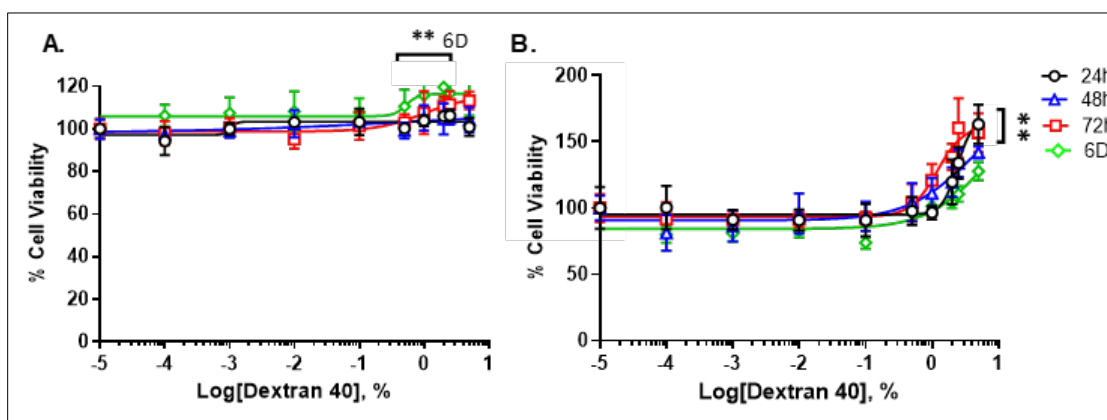 A.
** 6D
% Cell Viability
120
100
80
60
40
20
0
-5 -4 -3 -2 -1 0 1
Log[Dextran 40], %
B.
% Cell Viability
200
150
100
50
0
-5 -4 -3 -2 -1 0 1
Log[Dextran 40], %
24h
48h
72h
6D
**